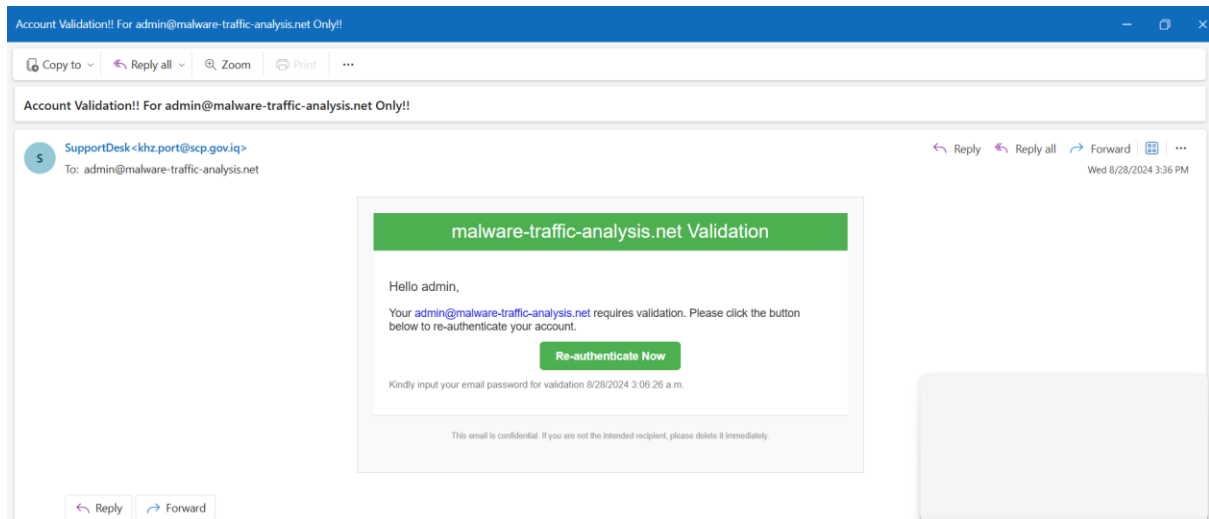 Account Validation!! For admin@malware-traffic-analysis.net Only!!
Copy to Reply all Zoom Print ...
Account Validation!! For admin@malware-traffic-analysis.net Only!!
S
SupportDesk<khz.port@scp.gov.iq>
To: admin@malware-traffic-analysis.net
Reply Reply all Forward ...
Wed 8/28/2024 3:36 PM
malware-traffic-analysis.net Validation
Hello admin,
Your admin@malware-traffic-analysis.net requires validation. Please click the button
below to re-authenticate your account.
Re-authenticate Now
Kindly input your email password for validation 8/28/2024 3:06:26 a.m.
This email is confidential. If you are not the intended recipient, please delete it immediately.
Reply Forward